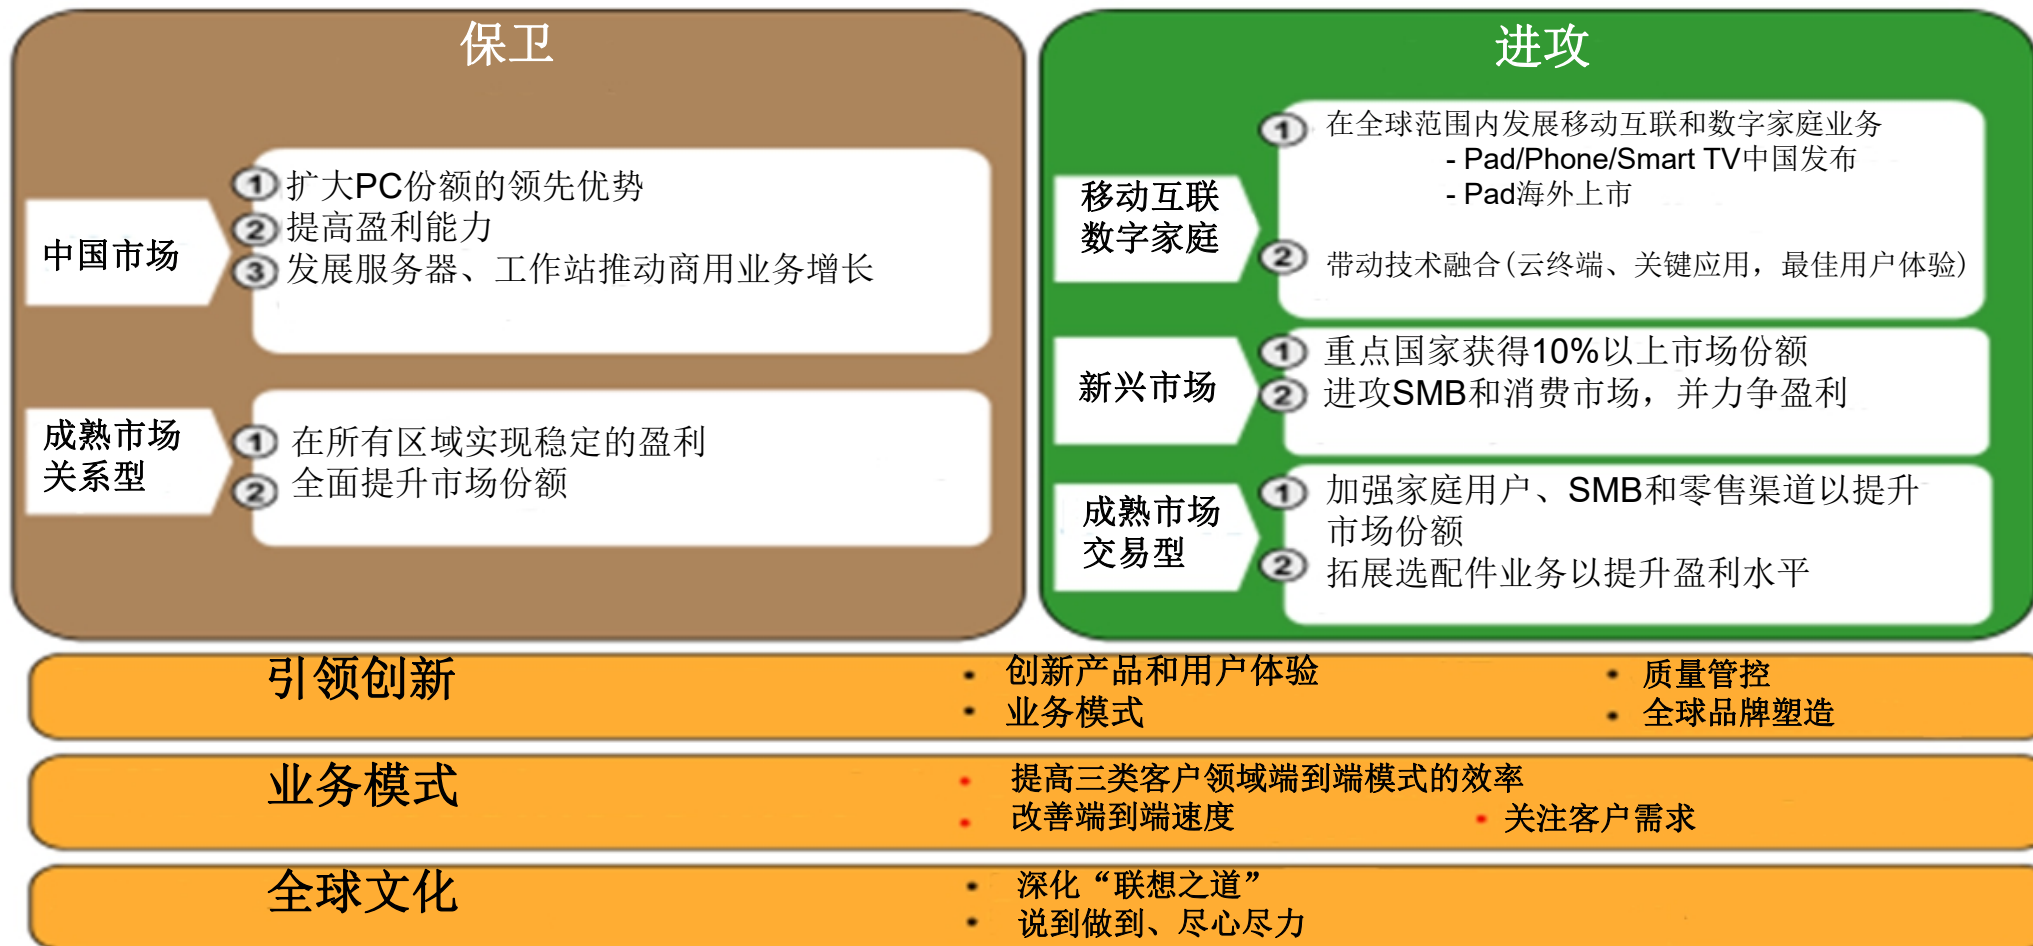 保卫
中国市场
① 扩大PC份额的领先优势
② 提高盈利能力
③ 发展服务器、工作站推动商用业务增长
成熟市场
关系型
① 在所有区域实现稳定的盈利
② 全面提升市场份额
进攻
移动互联
数字家庭
① 在全球范围内发展移动互联和数字家庭业务
- Pad/Phone/Smart TV中国发布
- Pad海外上市
② 带动技术融合(云终端、关键应用，最佳用户体验)
新兴市场
① 重点国家获得10%以上市场份额
② 进攻SMB和消费市场，并力争盈利
成熟市场
交易型
① 加强家庭用户、SMB和零售渠道以提升
市场份额
② 拓展选配件业务以提升盈利水平
引领创新
• 创新产品和用户体验
• 业务模式
• 质量管控
• 全球品牌塑造
业务模式
• 提高三类客户领域端到端模式的效率
• 改善端到端速度
• 关注客户需求
全球文化
• 深化“联想之道”
• 说到做到、尽心尽力